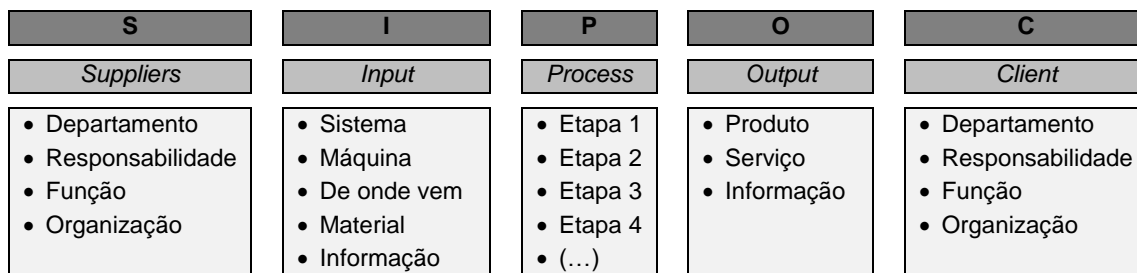 S
Suppliers
• Departamento
• Responsabilidade
• Função
• Organização
I
Input
• Sistema
• Máquina
• De onde vem
• Material
• Informação
P
Process
• Etapa 1
• Etapa 2
• Etapa 3
• Etapa 4
• (…)
O
Output
• Produto
• Serviço
• Informação
C
Client
• Departamento
• Responsabilidade
• Função
• Organização